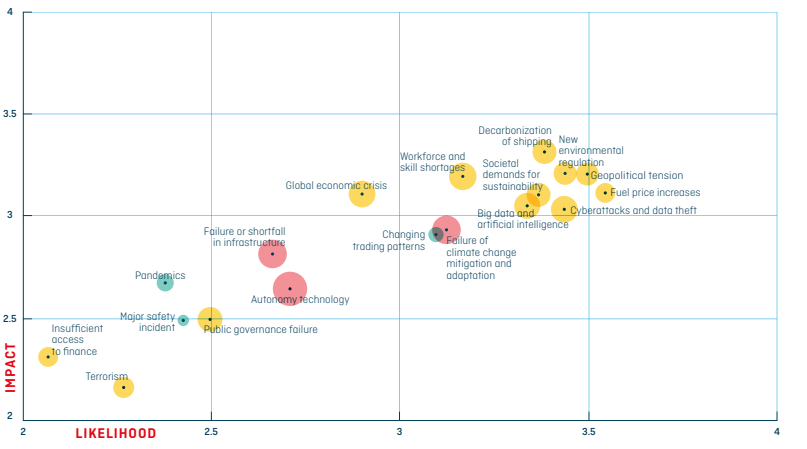 4
Decarbonization
of shipping
New
environmental
regulation
Workforce and
skill shortages
Societal
demands for
sustainability
Geopolitical tension
Fuel price increases
Global economic crisis
3.5
3
Big data and
artificial intelligence
Cyberattacks and data theft
Failure or shortfall
in infrastructure
Changing
trading patterns
Failure of
climate change
mitigation and
adaptation
Pandemics
Autonomy technology
2.5
Major safety
incident
Public governance failure
Insufficient
access
to finance
Terrorism
IMPACT
2
2
LIKELIHOOD
2.5
3
3.5
4